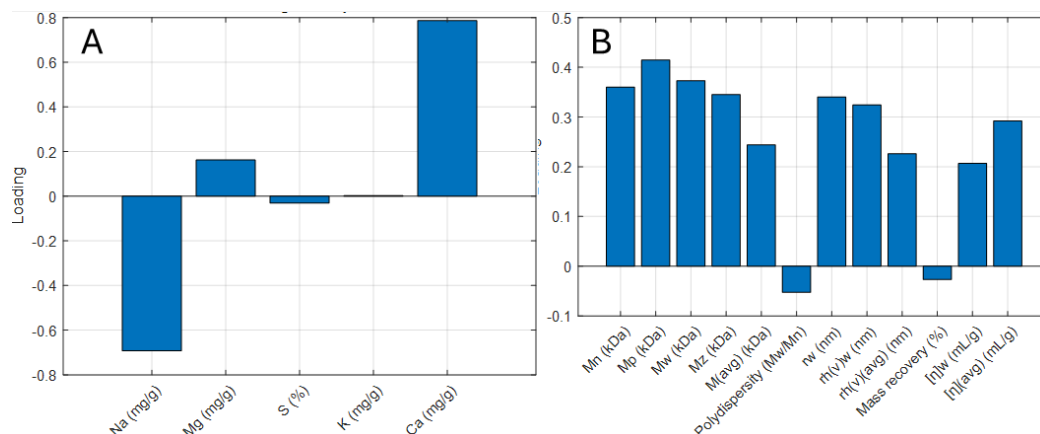 A
Loading
0.8
0.6
0.4
0.2
0
-0.2
-0.4
-0.6
-0.8
Na (mg/g)
Mg (mg/g)
S (%)
K (mg/g)
Ca (mg/g)
B
0.5
0.4
0.3
0.2
0.1
0
-0.1
Mn (kDa)
Mp (kDa)
Mw (kDa)
Mz (kDa)
M(avg) (kDa)
Polydispersity (Mw/Mn)
rw (nm)
rh(v)w (nm)
rh(v)(avg) (nm)
Mass recovery (%)
[η]w (mL/g)
[η](avg) (mL/g)